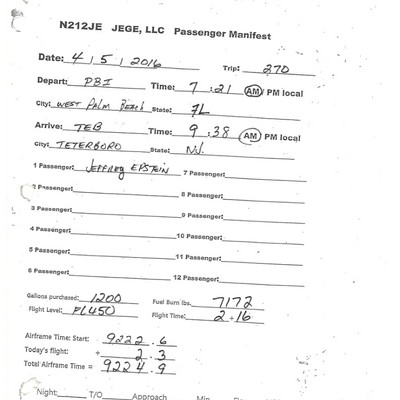 N212JE JEGE, LLC Passenger Manifest
Date: 4 / 5 / 2016 Trip: 270
Depart: PBI Time: 7 : 21 AM / PM local
City: WEST PALM BEACH State: FL
Arrive: TEB Time: 9 : 38 AM / PM local
City: TETERBORO State: NJ.
1 Passenger: JEFFREY EPSTEIN 7 Passenger:
2 Passenger: 8 Passenger:
3 Passenger: 9 Passenger:
4 Passenger: 10 Passenger:
5 Passenger: 11 Passenger:
6 Passenger: 12 Passenger:
Gallons purchased: 1200 Fuel Burn lbs. 7172
Flight Level: FL450 Flight Time: 2 + 16
Airframe Time: Start: 9222 . 6
Today's flight: + 2 . 3
Total Airframe Time = 9224 . 9
Night: T/O Approach Min. Flo